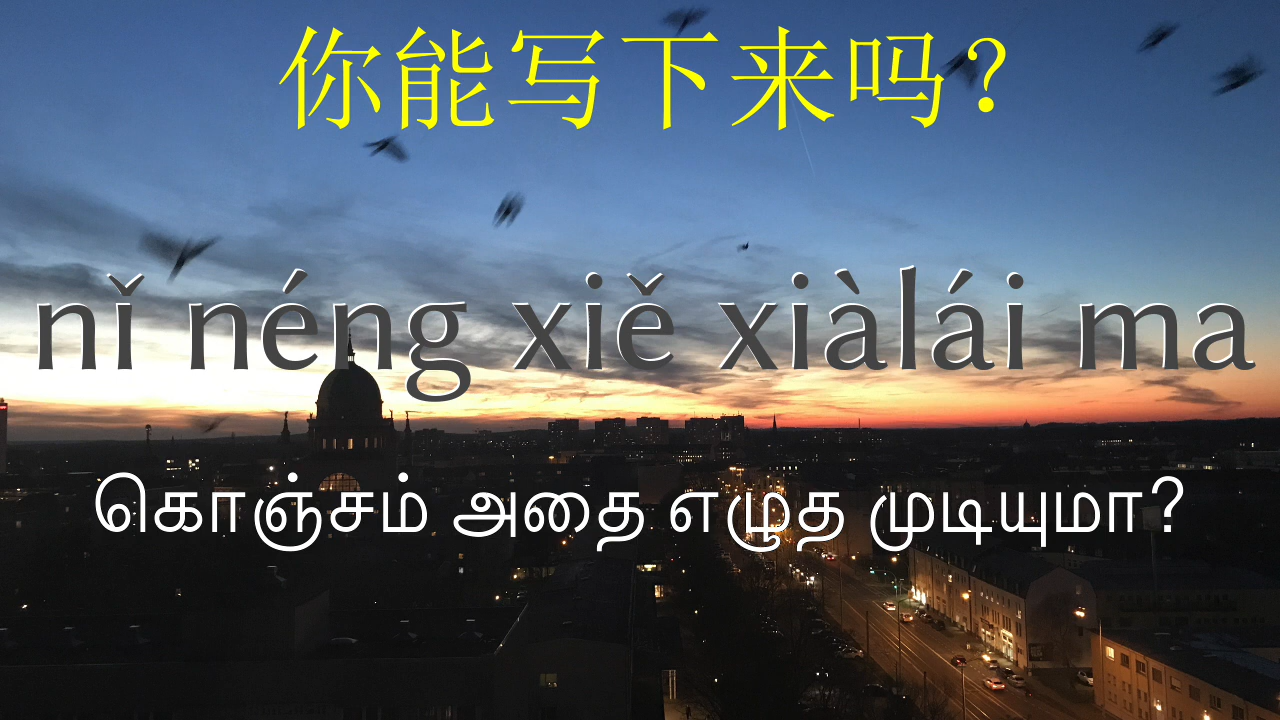 你能写下来吗？
nǐ néng xiě xiàlái ma
கொஞ்சம் அதை எழுத முடியுமா?